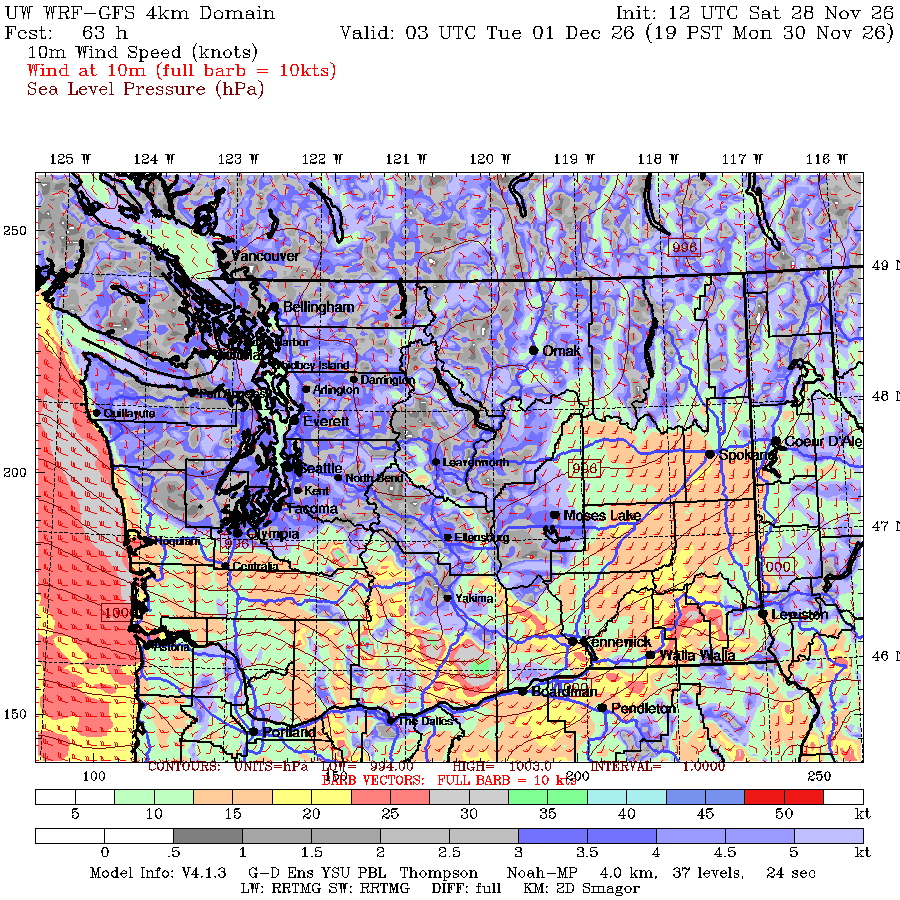 UW WRF-GFS 4km Domain Init: 12 UTC Sat 28 Nov 26
Fcst: 63 h Valid: 03 UTC Tue 01 Dec 26 (19 PST Mon 30 Nov 26)
10m Wind Speed (knots)
Wind at 10m (full barb = 10kts)
Sea Level Pressure (hPa)
125 W 124 W 123 W 122 W 121 W 120 W 119 W 118 W 117 W 116 W
250
996
Vancouver
49 N
Bellingham
Harbor
Omak
Whidbey Island
Darrington
Arlington
48 N
Quillayute
Everett
Coeur D'Alene
Spokane
200
Leavenworth
996
Seattle
North Bend
Kent
Tacoma
Moses Lake
47 N
Olympia
Ellensburg
Hoquiam
996
Centralia
1000
Yakima
1000
Lewiston
Kennewick
Astoria
Walla Walla
46 N
Boardman
Pendleton
150
The Dalles
Portland
CONTOURS: UNITS=hPa LOW= 994.00 HIGH= 1003.0 INTERVAL= 1.0000
100 150 200 250
BARB VECTORS: FULL BARB = 10 kts
5 10 15 20 25 30 35 40 45 50 kt
0 .5 1 1.5 2 2.5 3 3.5 4 4.5 5 kt
Model Info: V4.1.3 G-D Ens YSU PBL Thompson Noah-MP 4.0 km, 37 levels, 24 sec
LW: RRTMG SW: RRTMG DIFF: full KM: 2D Smagor